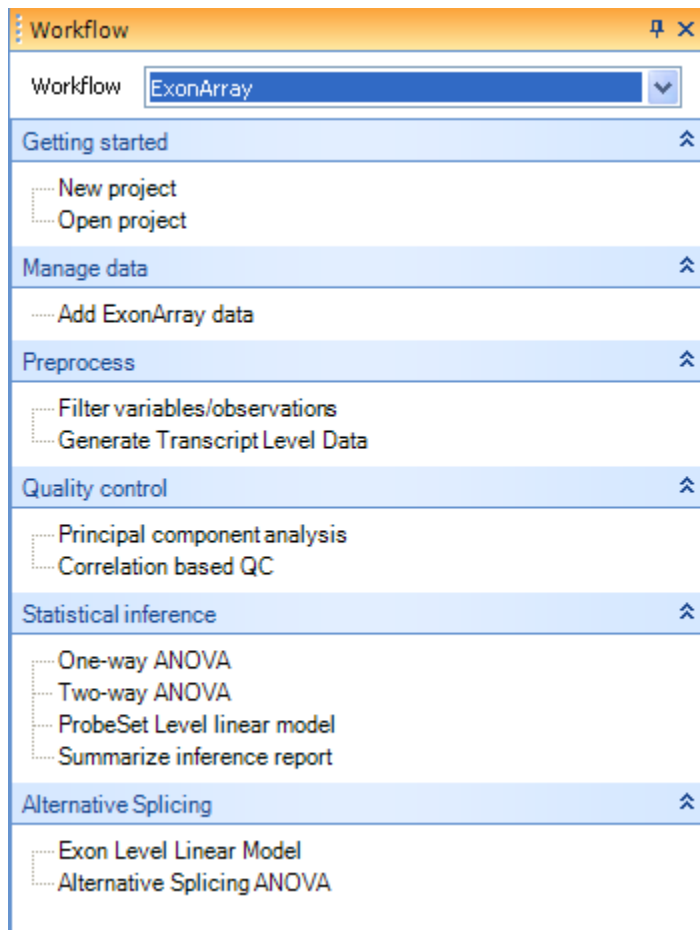 Workflow
Workflow ExonArray
Getting started
New project
Open project
Manage data
Add ExonArray data
Preprocess
Filter variables/observations
Generate Transcript Level Data
Quality control
Principal component analysis
Correlation based QC
Statistical inference
One-way ANOVA
Two-way ANOVA
ProbeSet Level linear model
Summarize inference report
Alternative Splicing
Exon Level Linear Model
Alternative Splicing ANOVA